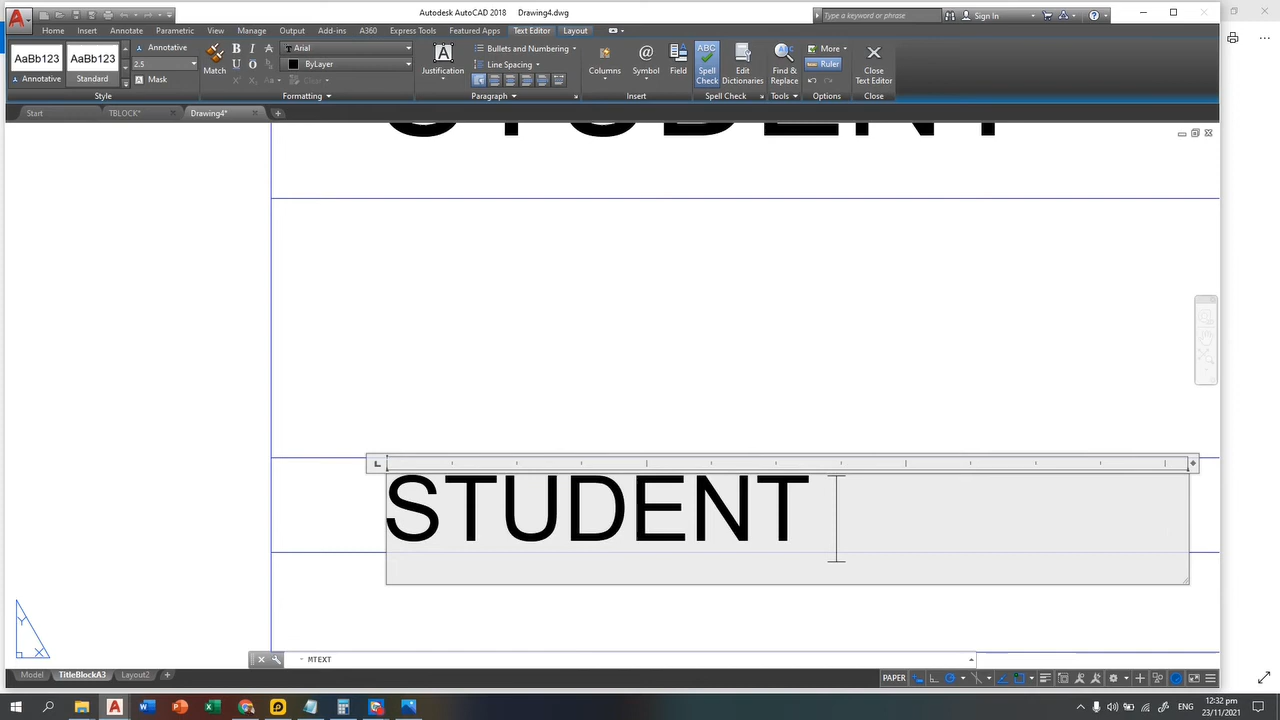 Autodesk AutoCAD 2018 Drawing4.dwg
Type a keyword or phrase
Sign In
Home Insert Annotate Parametric View Manage Output Add-ins A360 Express Tools Featured Apps Text Editor Layout
AaBb123 AaBb123 Annotative Arial Bullets and Numbering ABC More
2.5 Match ByLayer Justification Line Spacing Columns Symbol Field Spell Check Edit Dictionaries Find & Replace Ruler Close Text Editor
Annotative Standard Mask Clear
Style Formatting Paragraph Insert Spell Check Tools Options Close
Start TBLOCK* Drawing4*
STUDENT
STUDENT
Y
X
MTEXT
Model TitleBlockA3 Layout2 PAPER
ENG 12:32 pm
23/11/2021